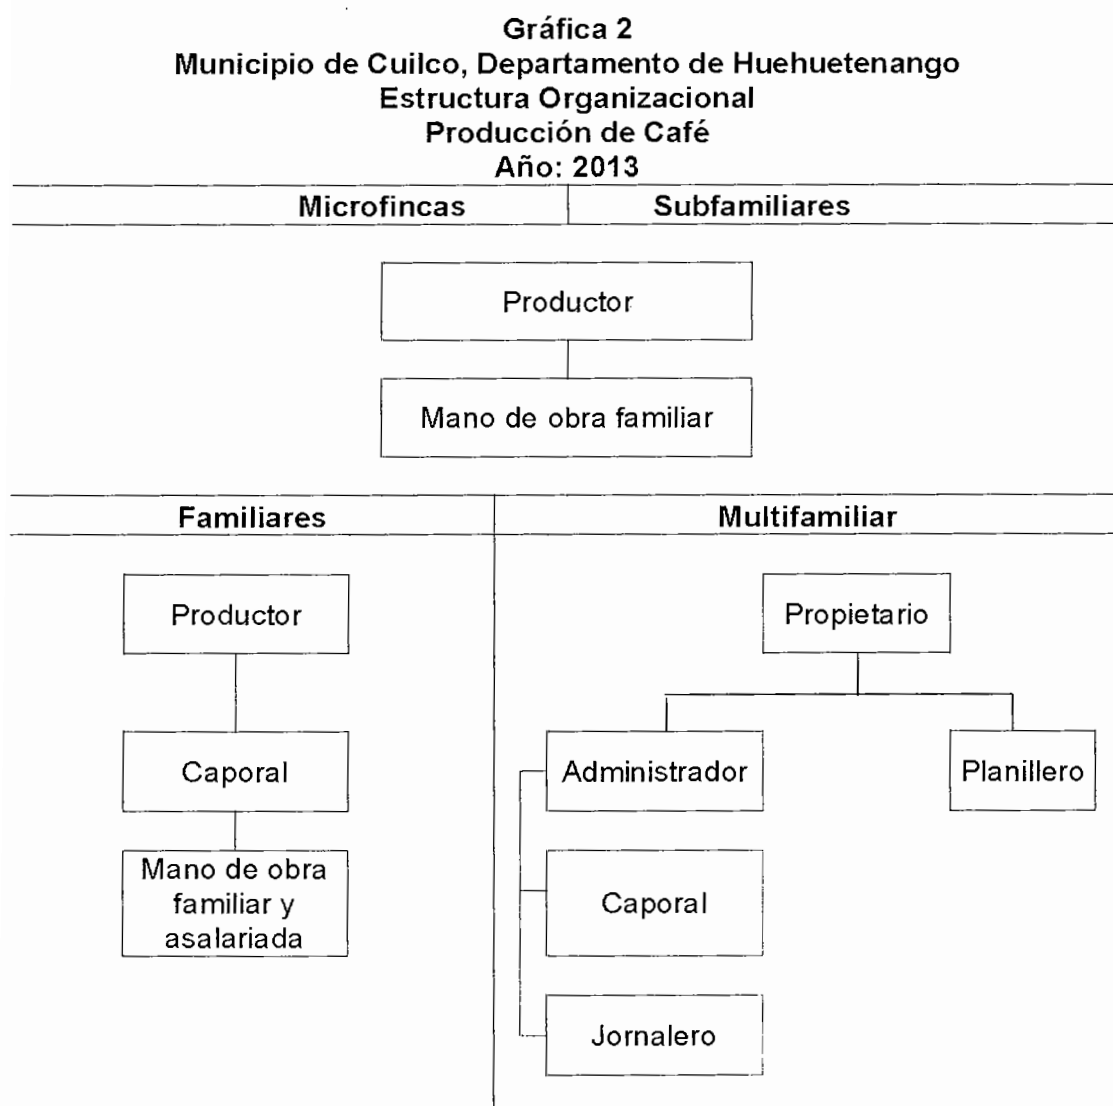 Gráfica 2
Municipio de Cuilco, Departamento de Huehuetenango
Estructura Organizacional
Producción de Café
Año: 2013
Microfincas Subfamiliares
Productor
Mano de obra familiar
Familiares Multifamiliar
Productor
Caporal
Mano de obra
familiar y
asalariada
Propietario
Administrador Planillero
Caporal
Jornalero